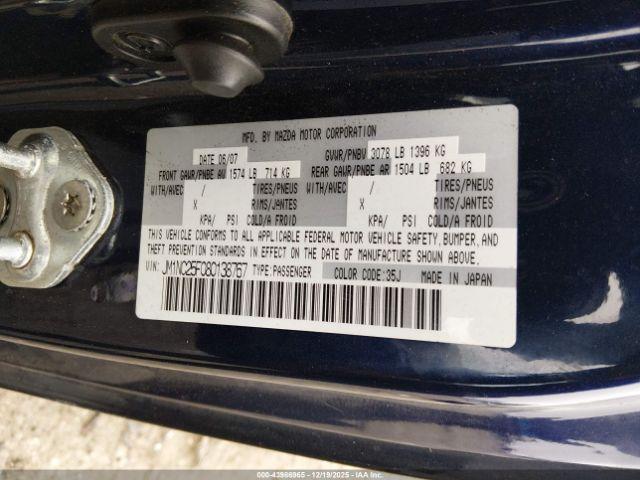 MFD. BY MAZDA MOTOR CORPORATION
DATE 06/07 GVWR/PNBV 3078 LB 1396 KG
FRONT GAWR/PNBE AV 1574 LB 714 KG REAR GAWR/PNBE AR 1504 LB 682 KG
WITH/AVEC / TIRES/PNEUS WITH/AVEC / TIRES/PNEUS
X RIMS/JANTES X RIMS/JANTES
KPA/ PSI COLD/A FROID KPA/ PSI COLD/A FROID
THIS VEHICLE CONFORMS TO ALL APPLICABLE FEDERAL MOTOR VEHICLE SAFETY, BUMPER, AND
THEFT PREVENTION STANDARDS IN EFFECT ON THE DATE OF MANUFACTURE SHOWN ABOVE.
VIN: JM1NC25F080138767 TYPE:PASSENGER COLOR CODE:35J MADE IN JAPAN
000-43986965 12/19/2025 IAAI.COM